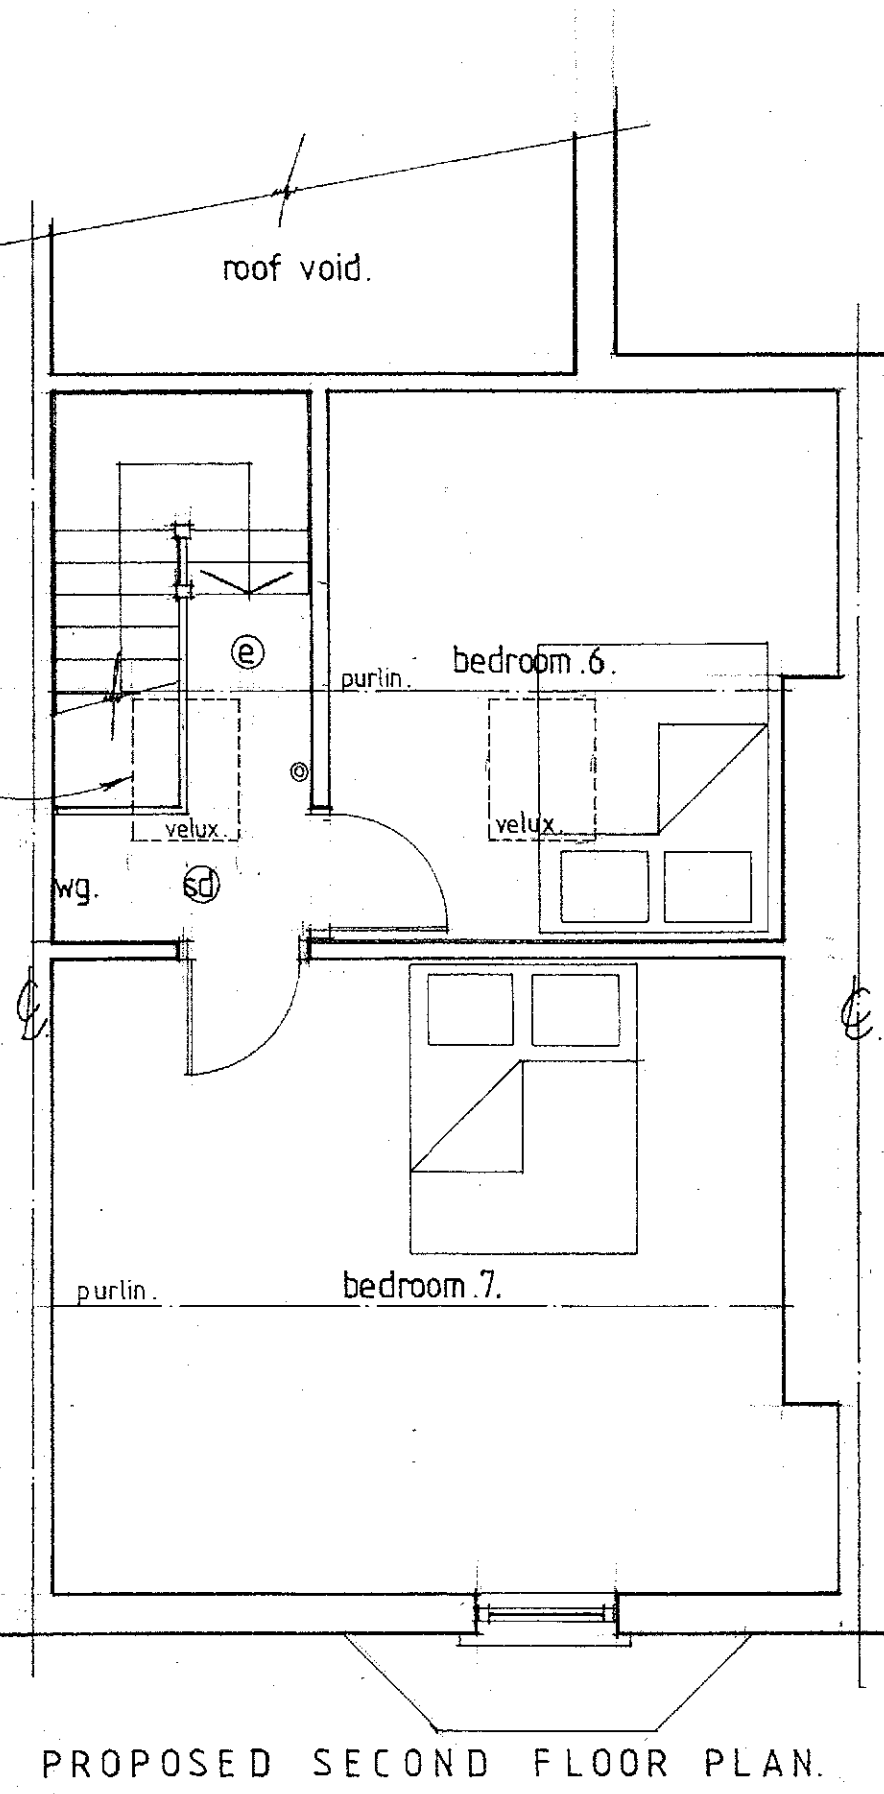 roof void.
e
bedroom .6.
purlin.
velux.
velux.
wg.
sd
℄
℄.
purlin.
bedroom .7.
PROPOSED SECOND FLOOR PLAN.